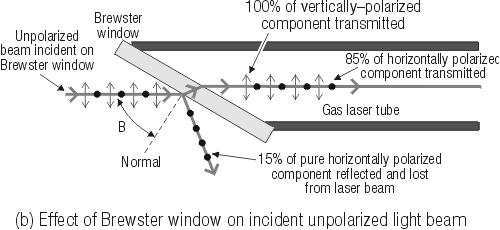 100% of vertically–polarized
component transmitted
Brewster
window
Unpolarized
beam incident on
Brewster window
85% of horizontally polarized
component transmitted
B
Gas laser tube
Normal
15% of pure horizontally polarized
component reflected and lost
from laser beam
(b) Effect of Brewster window on incident unpolarized light beam